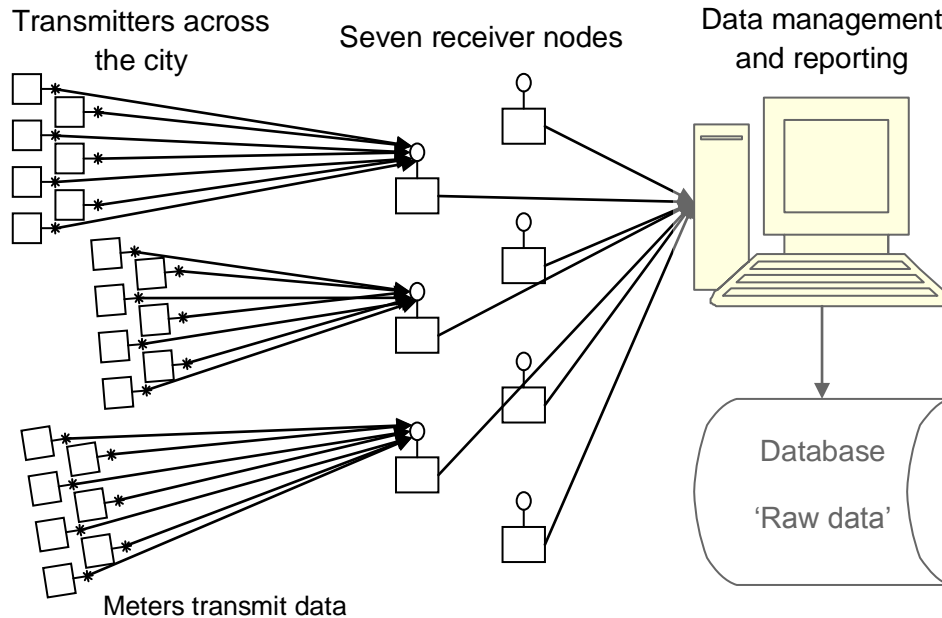 Transmitters across
the city
Seven receiver nodes
Data management
and reporting
Database
‘Raw data’
Meters transmit data